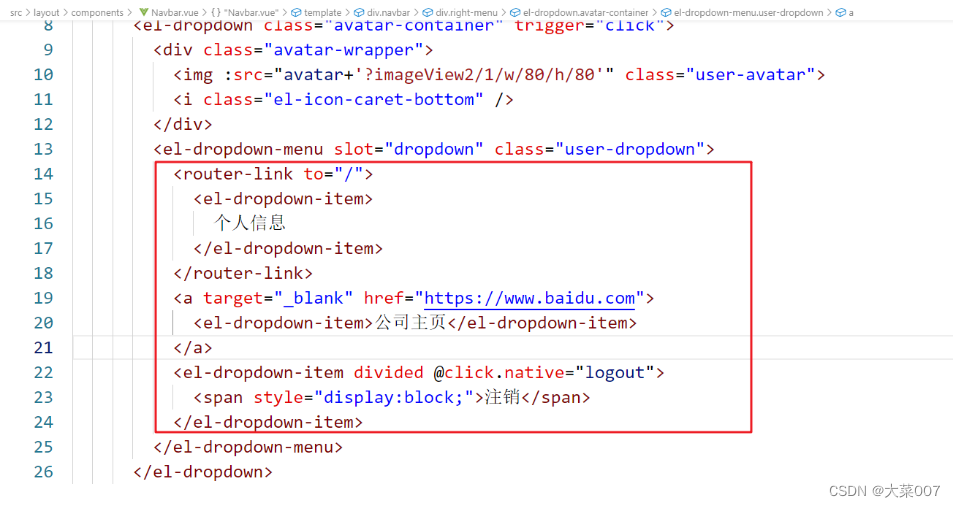 src > layout > components > Navbar.vue > {} "Navbar.vue" > template > div.navbar > div.right-menu > el-dropdown.avatar-container > el-dropdown-menu.user-dropdown > a
8 <el-dropdown class="avatar-container" trigger="click">
9 <div class="avatar-wrapper">
10 <img :src="avatar+'?imageView2/1/w/80/h/80'" class="user-avatar">
11 <i class="el-icon-caret-bottom" />
12 </div>
13 <el-dropdown-menu slot="dropdown" class="user-dropdown">
14 <router-link to="/">
15 <el-dropdown-item>
16 个人信息
17 </el-dropdown-item>
18 </router-link>
19 <a target="_blank" href="https://www.baidu.com">
20 <el-dropdown-item>公司主页</el-dropdown-item>
21 </a>
22 <el-dropdown-item divided @click.native="logout">
23 <span style="display:block;">注销</span>
24 </el-dropdown-item>
25 </el-dropdown-menu>
26 </el-dropdown>
CSDN @大菜007